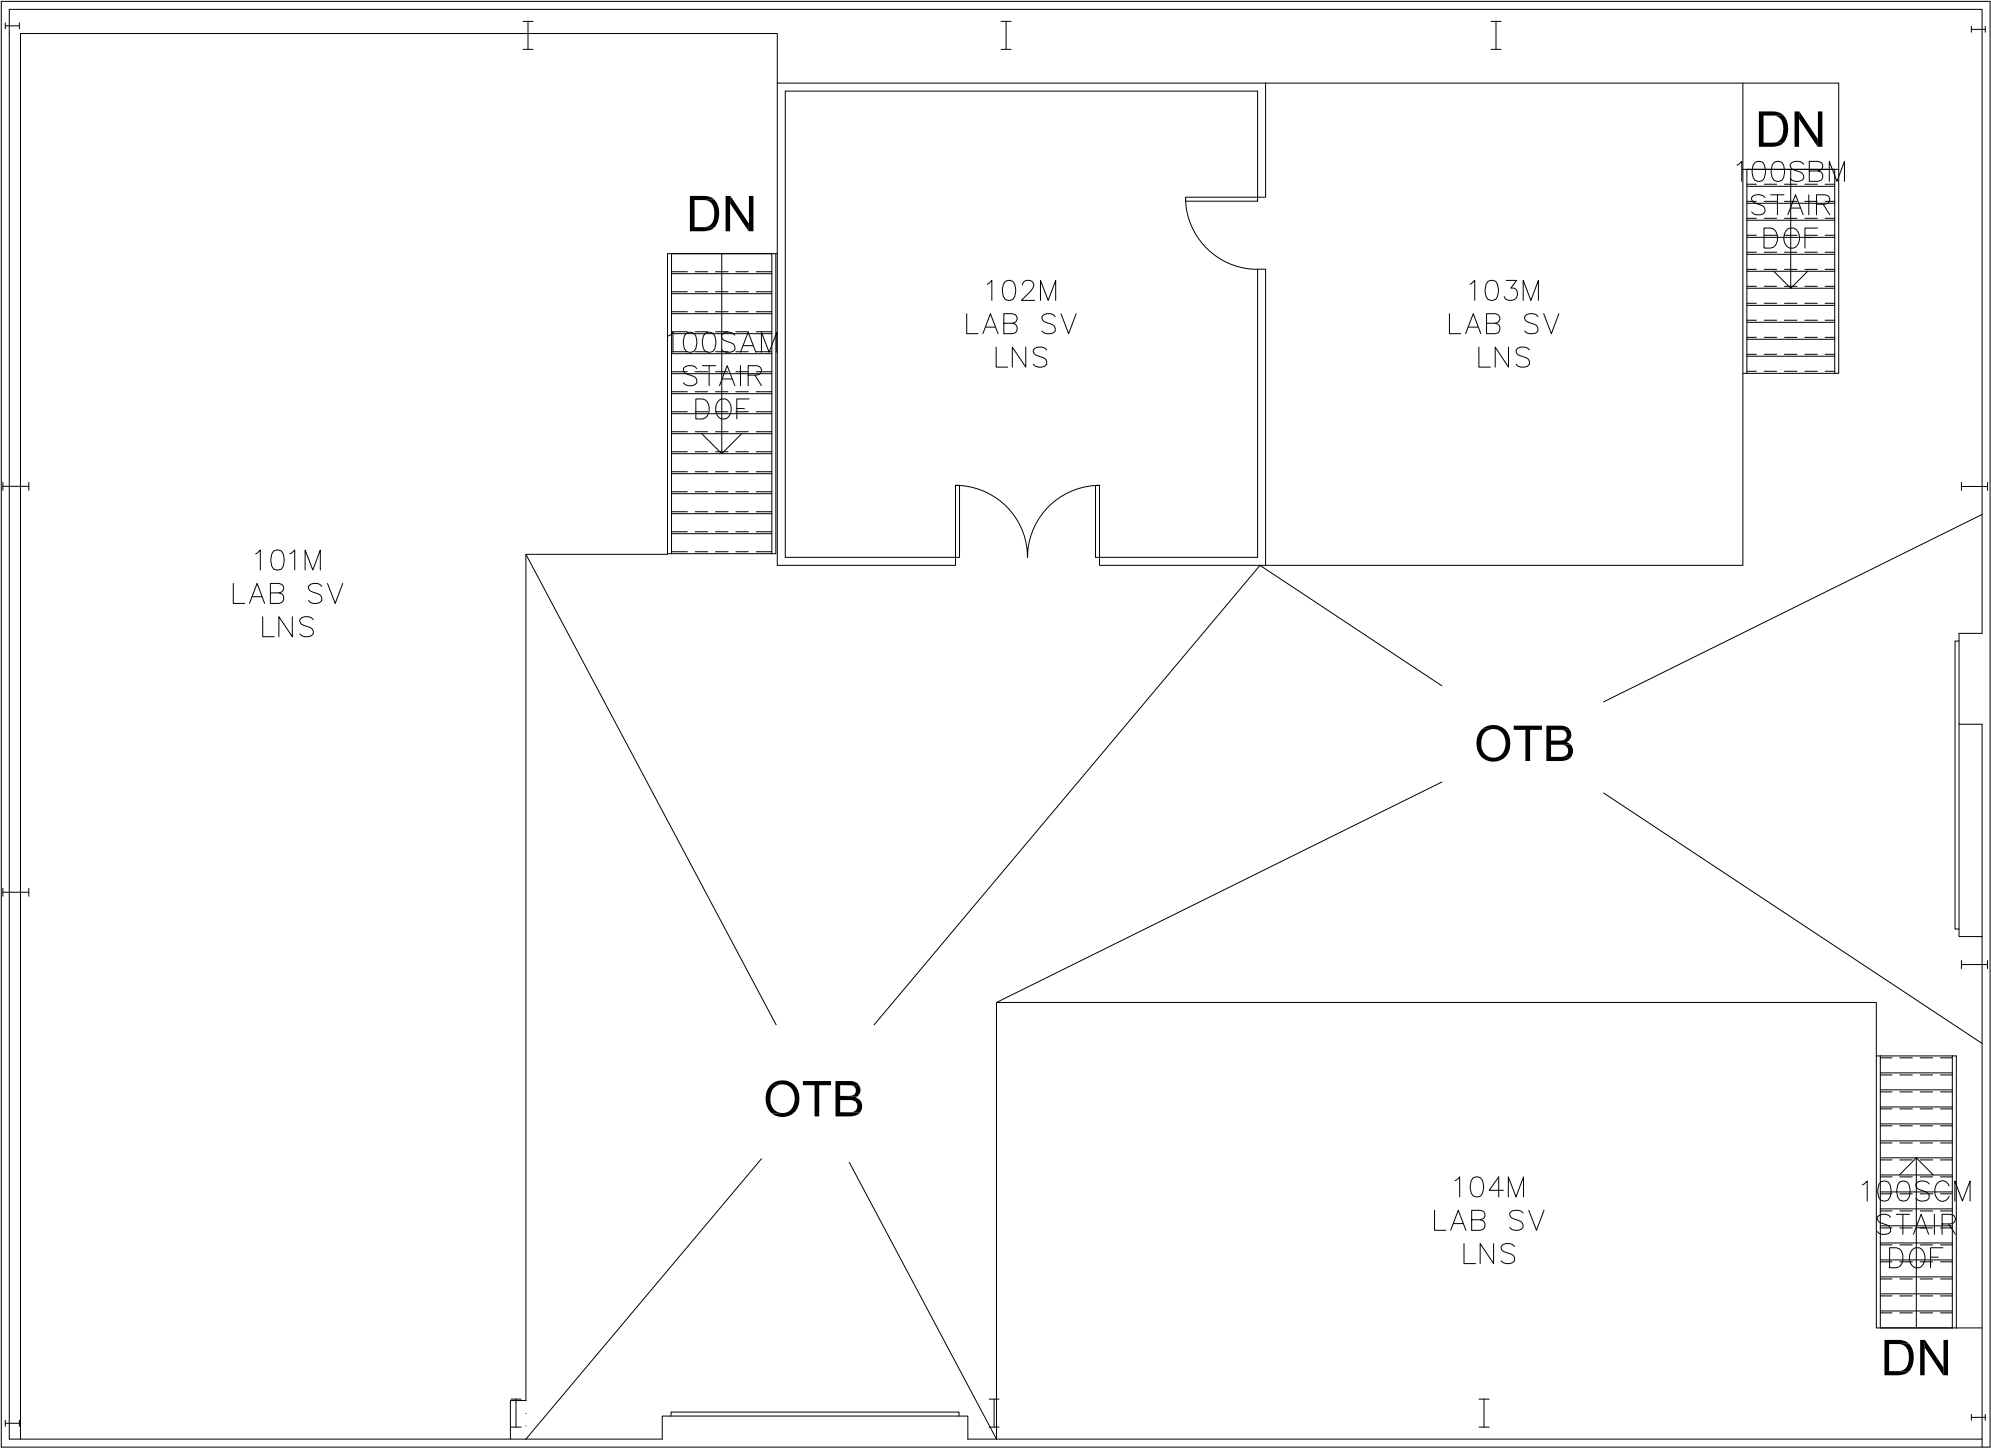 DN
100SBM
STAIR
DOF
DN
100SAM
STAIR
DOF
102M
LAB SV
LNS
103M
LAB SV
LNS
101M
LAB SV
LNS
OTB
OTB
104M
LAB SV
LNS
100SCM
STAIR
DOF
DN